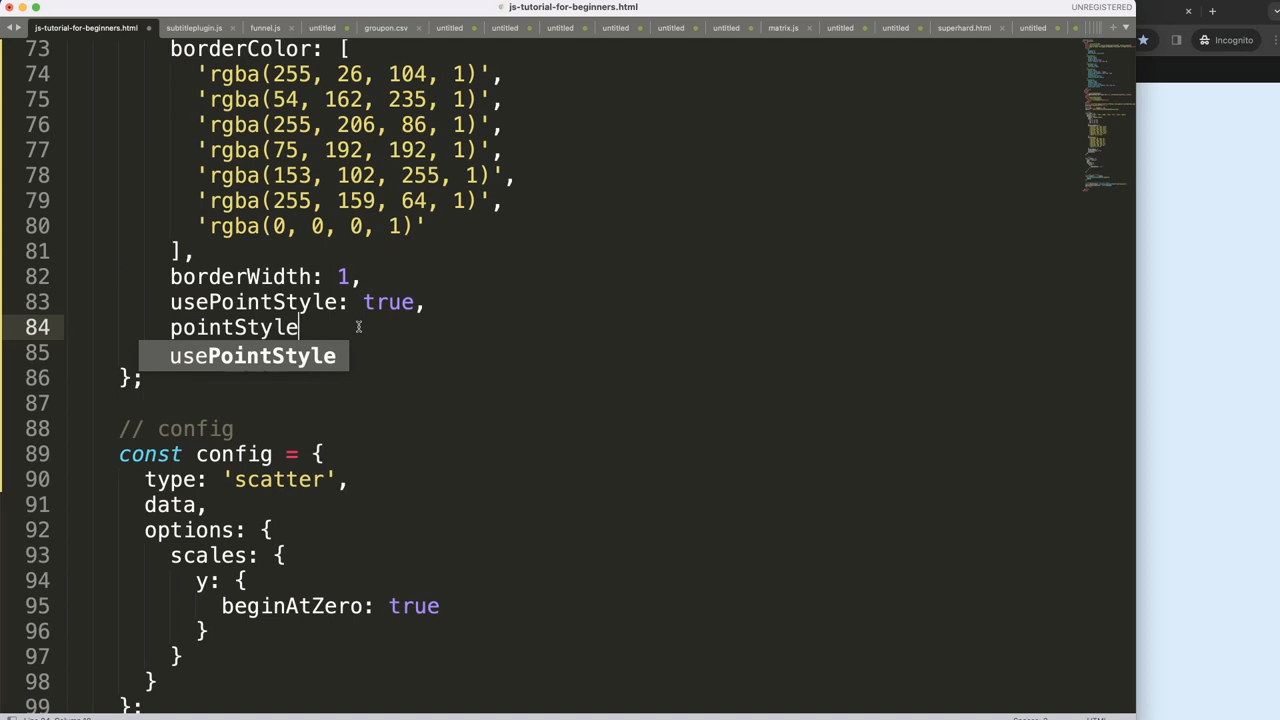 js-tutorial-for-beginners.html
UNREGISTERED
js-tutorial-for-beginners.html
subtitleplugin.js
funnel.js
untitled
groupon.csv
untitled
untitled
untitled
untitled
untitled
untitled
matrix.js
untitled
untitled
superhard.html
untitled
Incognito
73 borderColor: [
74 'rgba(255, 26, 104, 1)',
75 'rgba(54, 162, 235, 1)',
76 'rgba(255, 206, 86, 1)',
77 'rgba(75, 192, 192, 1)',
78 'rgba(153, 102, 255, 1)',
79 'rgba(255, 159, 64, 1)',
80 'rgba(0, 0, 0, 1)'
81 ],
82 borderWidth: 1,
83 usePointStyle: true,
84 pointStyle
85 usePointStyle
86 };
87
88 // config
89 const config = {
90 type: 'scatter',
91 data,
92 options: {
93 scales: {
94 y: {
95 beginAtZero: true
96 }
97 }
98 }
99 };